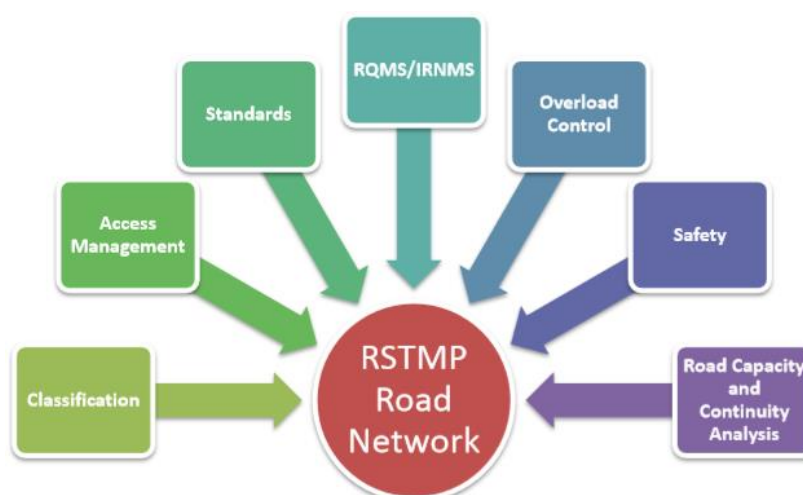 RQMS/IRNMS
Standards
Overload
Control
Access
Management
Safety
Classification
RSTMP
Road
Network
Road Capacity
and
Continuity
Analysis